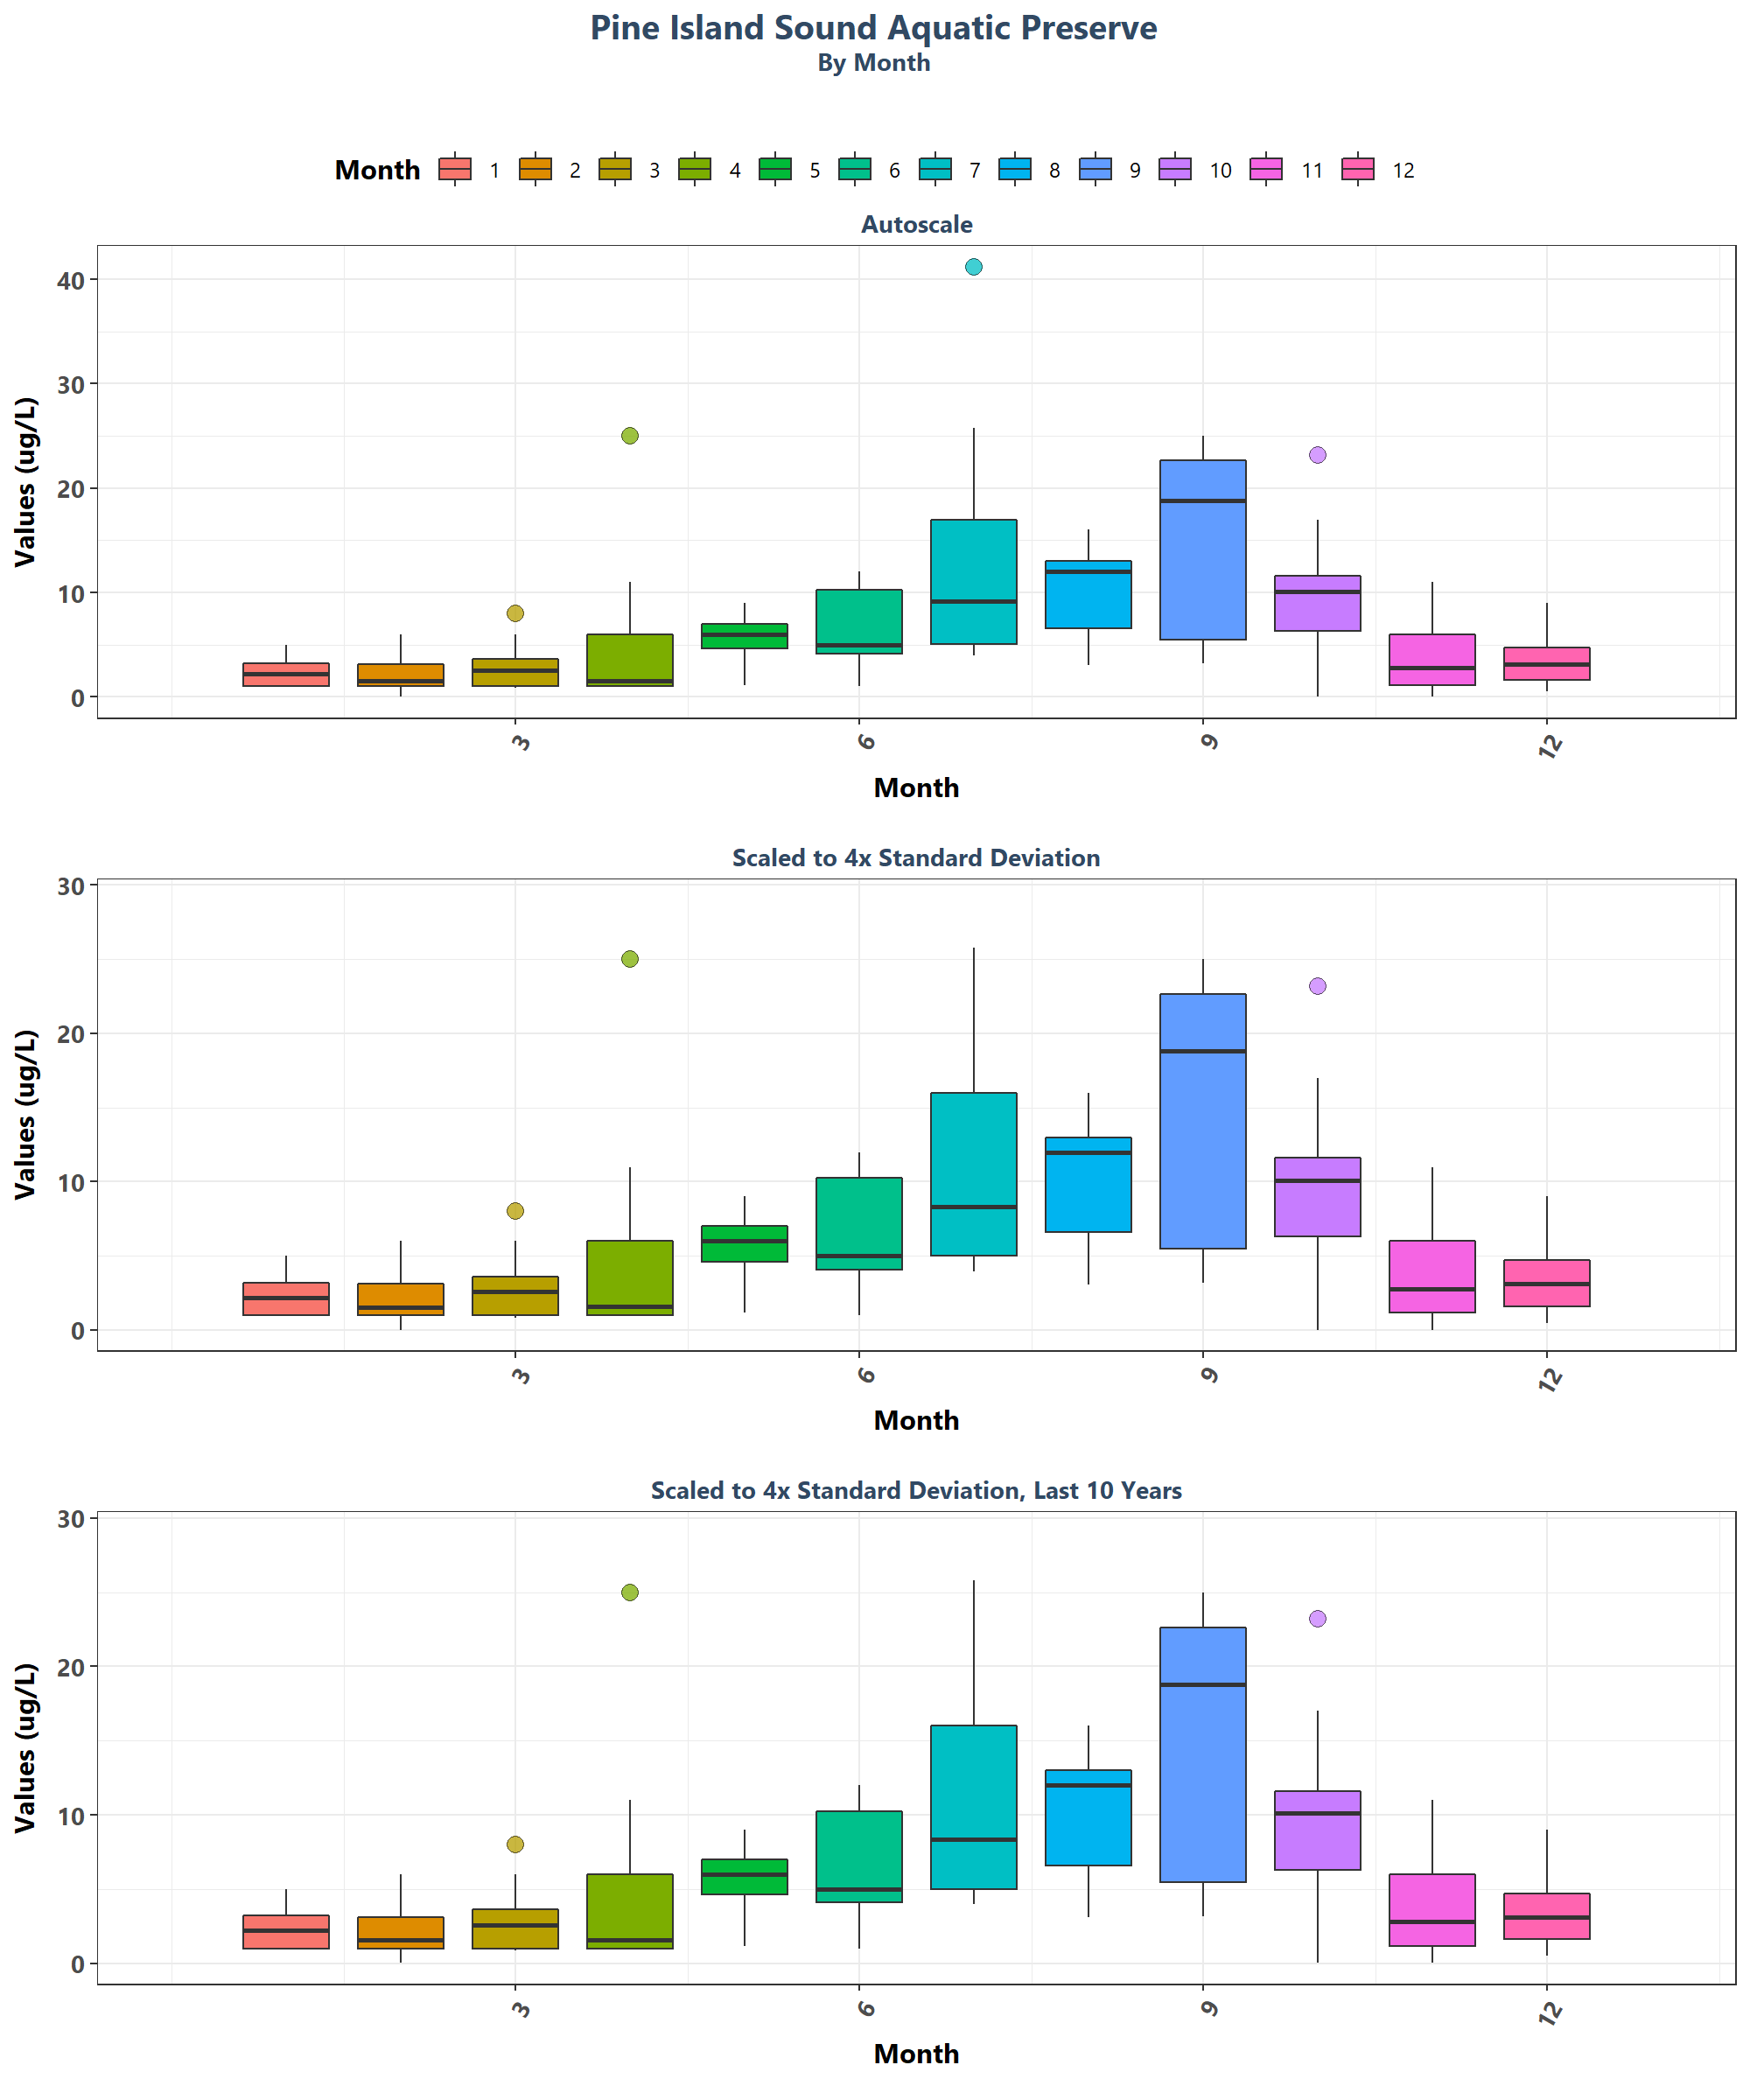 Pine Island Sound Aquatic Preserve
By Month
Month 1 2 3 4 5 6 7 8 9 10 11 12
Autoscale
Values (ug/L)
40
30
20
10
0
3 6 9 12
Month
Scaled to 4x Standard Deviation
Values (ug/L)
30
20
10
0
3 6 9 12
Month
Scaled to 4x Standard Deviation, Last 10 Years
Values (ug/L)
30
20
10
0
3 6 9 12
Month